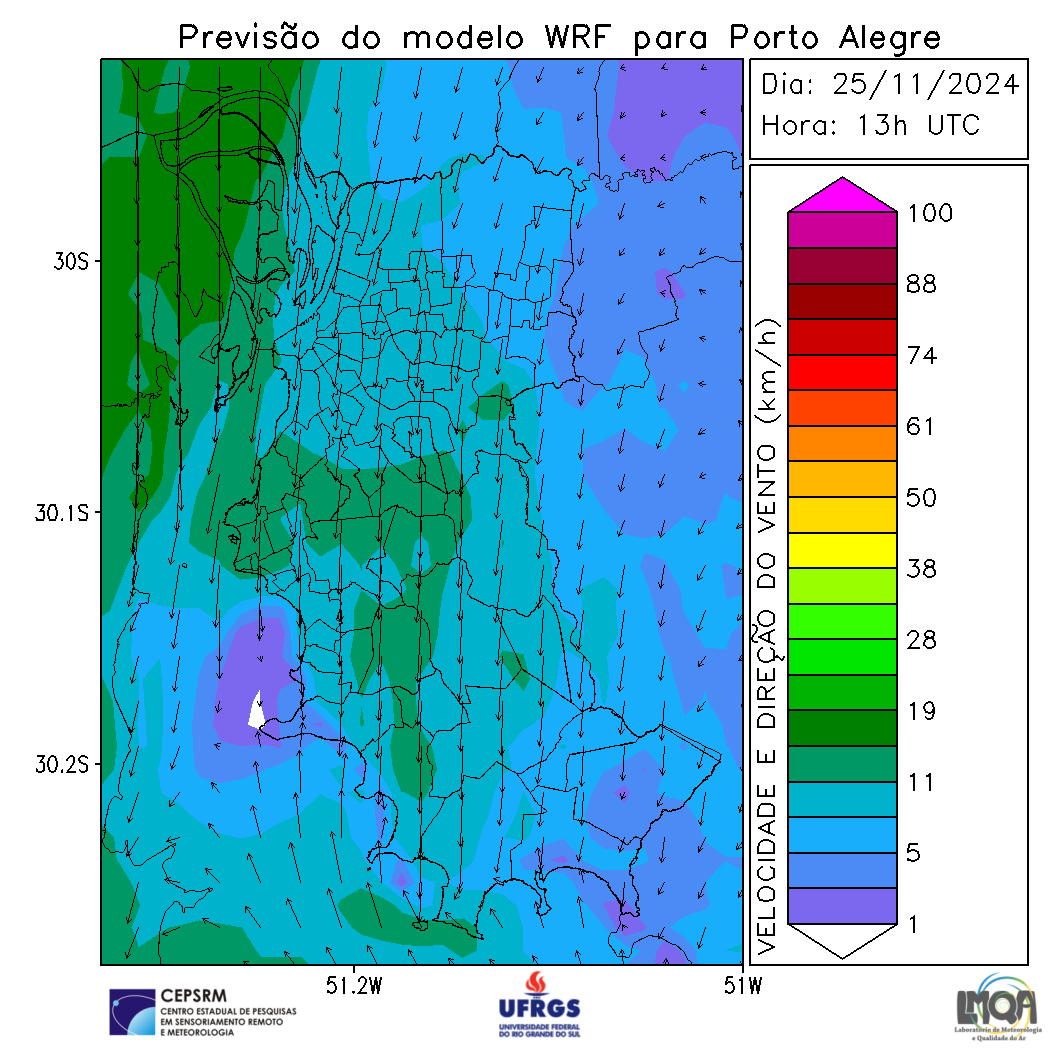 Previsão do modelo WRF para Porto Alegre
Dia: 25/11/2024
Hora: 13h UTC
30S
30.1S
30.2S
51.2W
51W
VELOCIDADE E DIREÇÃO DO VENTO (km/h)
100
88
74
61
50
38
28
19
11
5
1
CEPSRM
CENTRO ESTADUAL DE PESQUISAS
EM SENSORIAMENTO REMOTO
E METEOROLOGIA
UFRGS
UNIVERSIDADE FEDERAL
DO RIO GRANDE DO SUL
LMQA
Laboratório de Meteorologia
e Qualidade do Ar